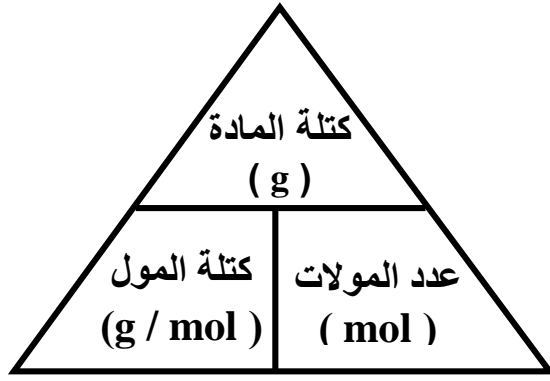 كتلة المادة
( g )
عدد المولات
( mol )
كتلة المول
(g / mol )